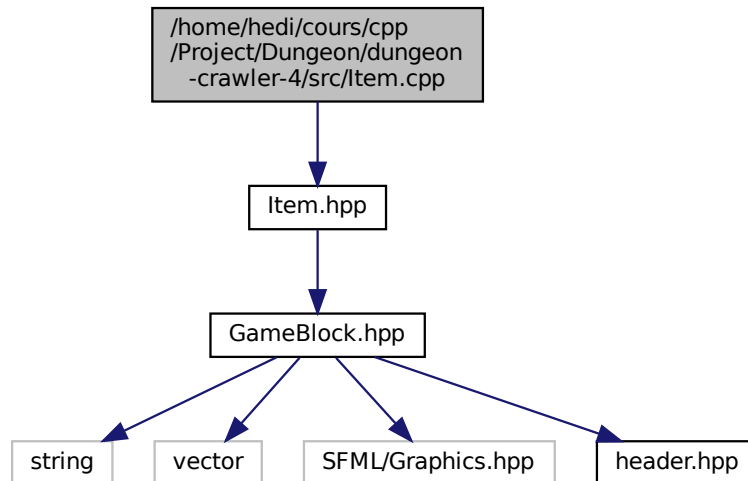 /home/hedi/cours/cpp
/Project/Dungeon/dungeon
-crawler-4/src/Item.cpp
Item.hpp
GameBlock.hpp
string
vector
SFML/Graphics.hpp
header.hpp